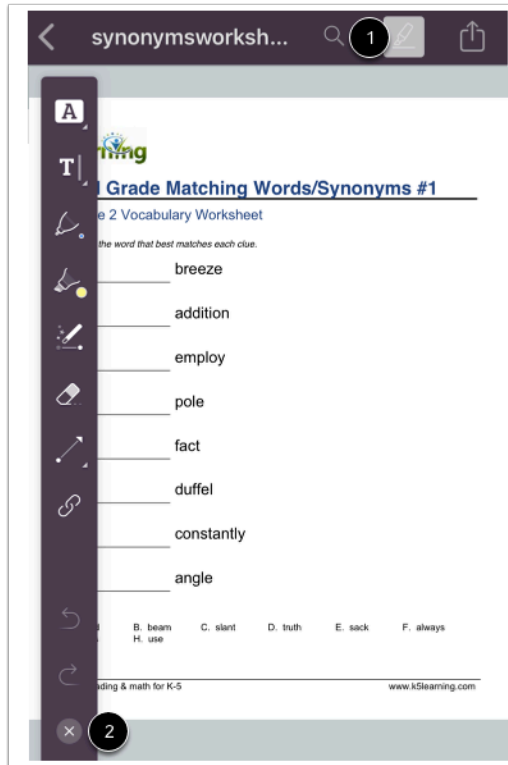 synonymsworksh...
1
A
T
ning
Grade Matching Words/Synonyms #1
e 2 Vocabulary Worksheet
the word that best matches each clue.
breeze
addition
employ
pole
fact
duffel
constantly
angle
B. beam C. slant D. truth E. sack F. always
H. use
ading & math for K-5 www.k5learning.com
2